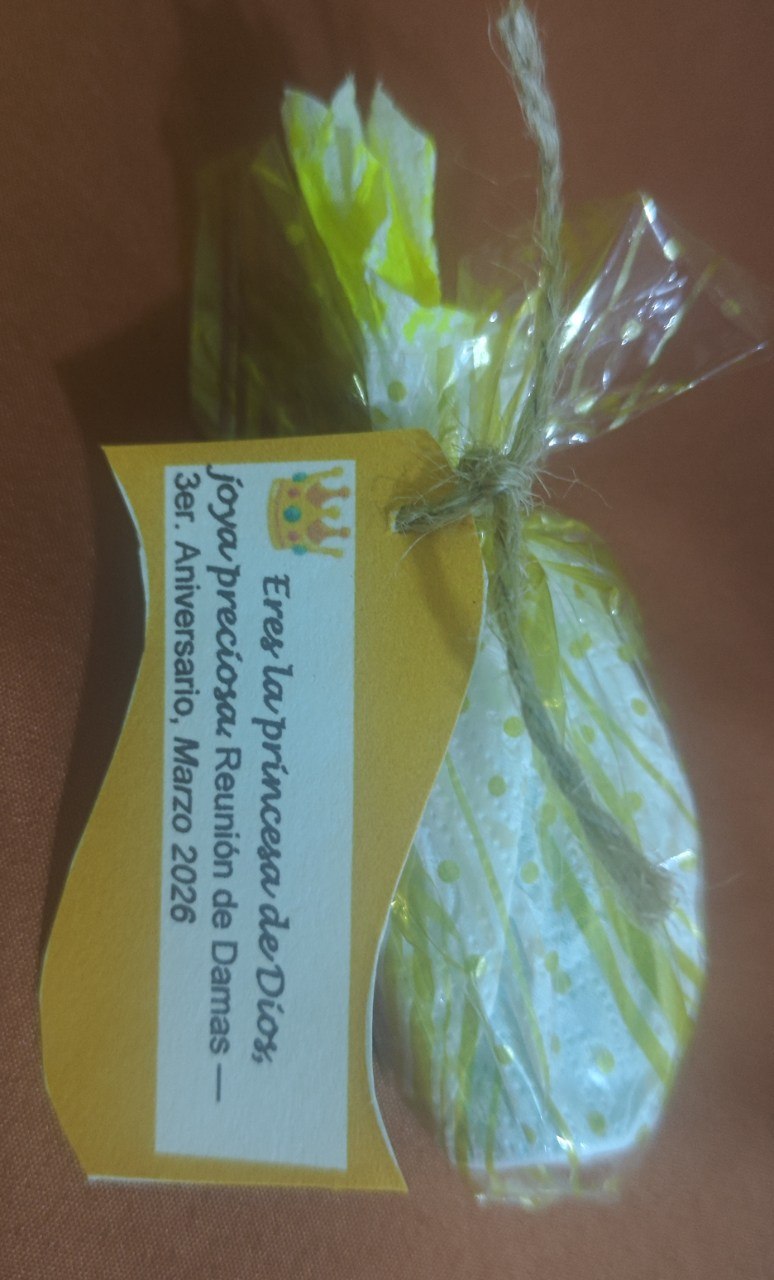 Eres la princesa de Dios,
joya preciosa. Reunión de Damas —
3er. Aniversario, Marzo 2026